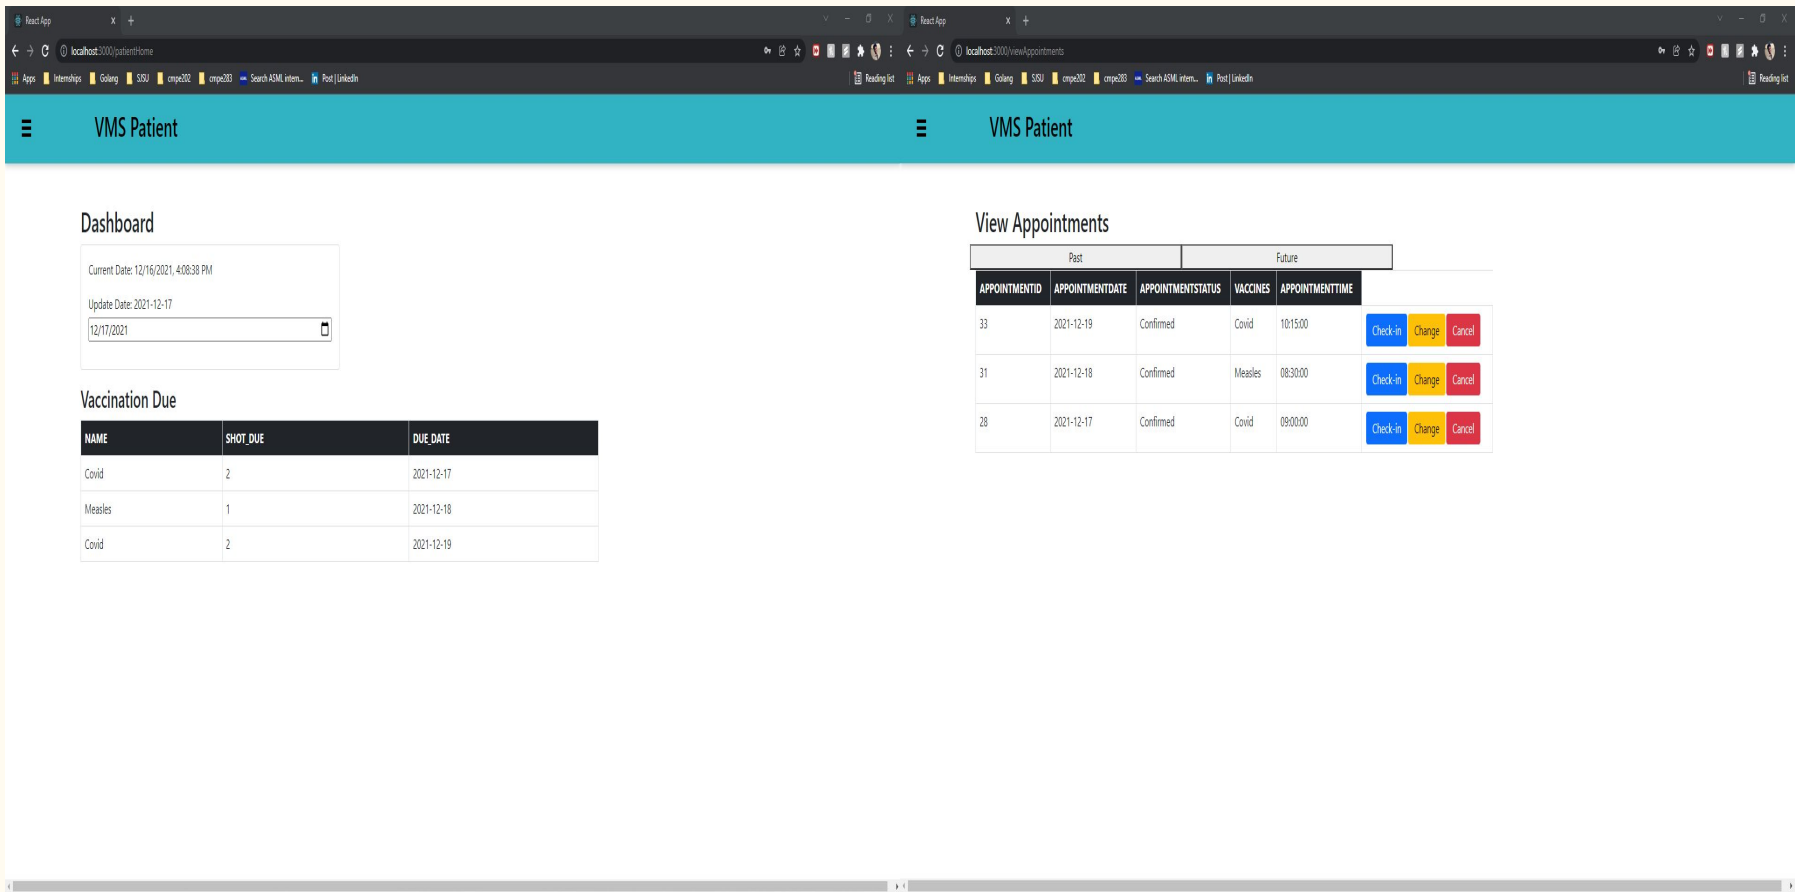 React App
localhost:3000/patientHome
Apps Internships Golang SJSU cmpe202 cmpe283 Search ASML intern... Post | LinkedIn Reading list
VMS Patient
Dashboard
Current Date: 12/16/2021, 4:08:38 PM
Update Date: 2021-12-17
12/17/2021
Vaccination Due
NAME SHOT_DUE DUE_DATE
Covid 2 2021-12-17
Measles 1 2021-12-18
Covid 2 2021-12-19
React App
localhost:3000/viewAppointments
Apps Internships Golang SJSU cmpe202 cmpe283 Search ASML intern... Post | LinkedIn Reading list
VMS Patient
View Appointments
Past Future
APPOINTMENTID APPOINTMENTDATE APPOINTMENTSTATUS VACCINES APPOINTMENTTIME
33 2021-12-19 Confirmed Covid 10:15:00 Check-in Change Cancel
31 2021-12-18 Confirmed Measles 08:30:00 Check-in Change Cancel
28 2021-12-17 Confirmed Covid 09:00:00 Check-in Change Cancel